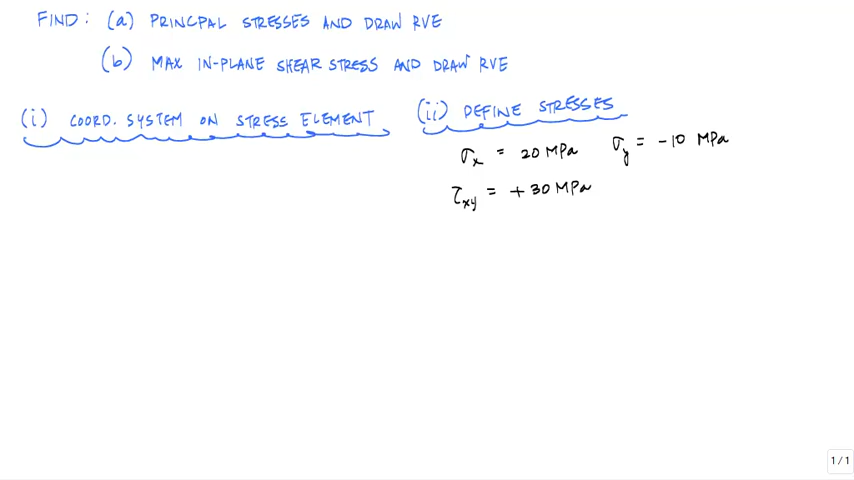 FIND: (a) PRINCPAL STRESSES AND DRAW RVE
(b) MAX IN-PLANE SHEAR STRESS AND DRAW RVE
(i) COORD. SYSTEM ON STRESS ELEMENT
(ii) DEFINE STRESSES
σx = 20 MPa σy = -10 MPa
τxy = +30 MPa
1 / 1